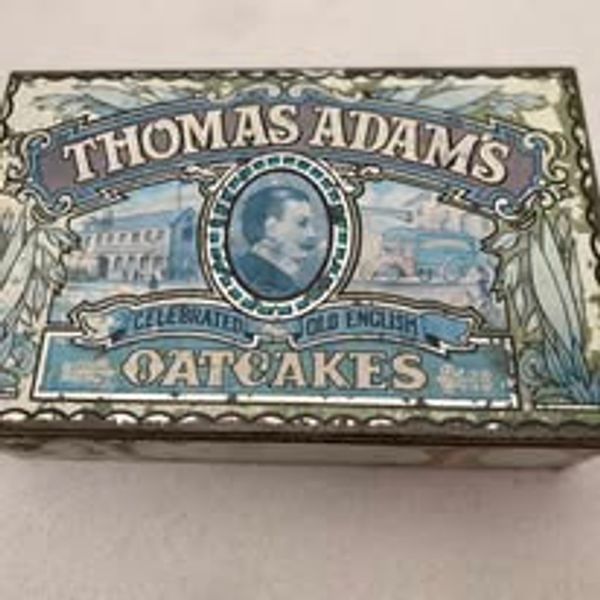 THOMAS ADAM'S
CELEBRATED OLD ENGLISH
OATCAKES